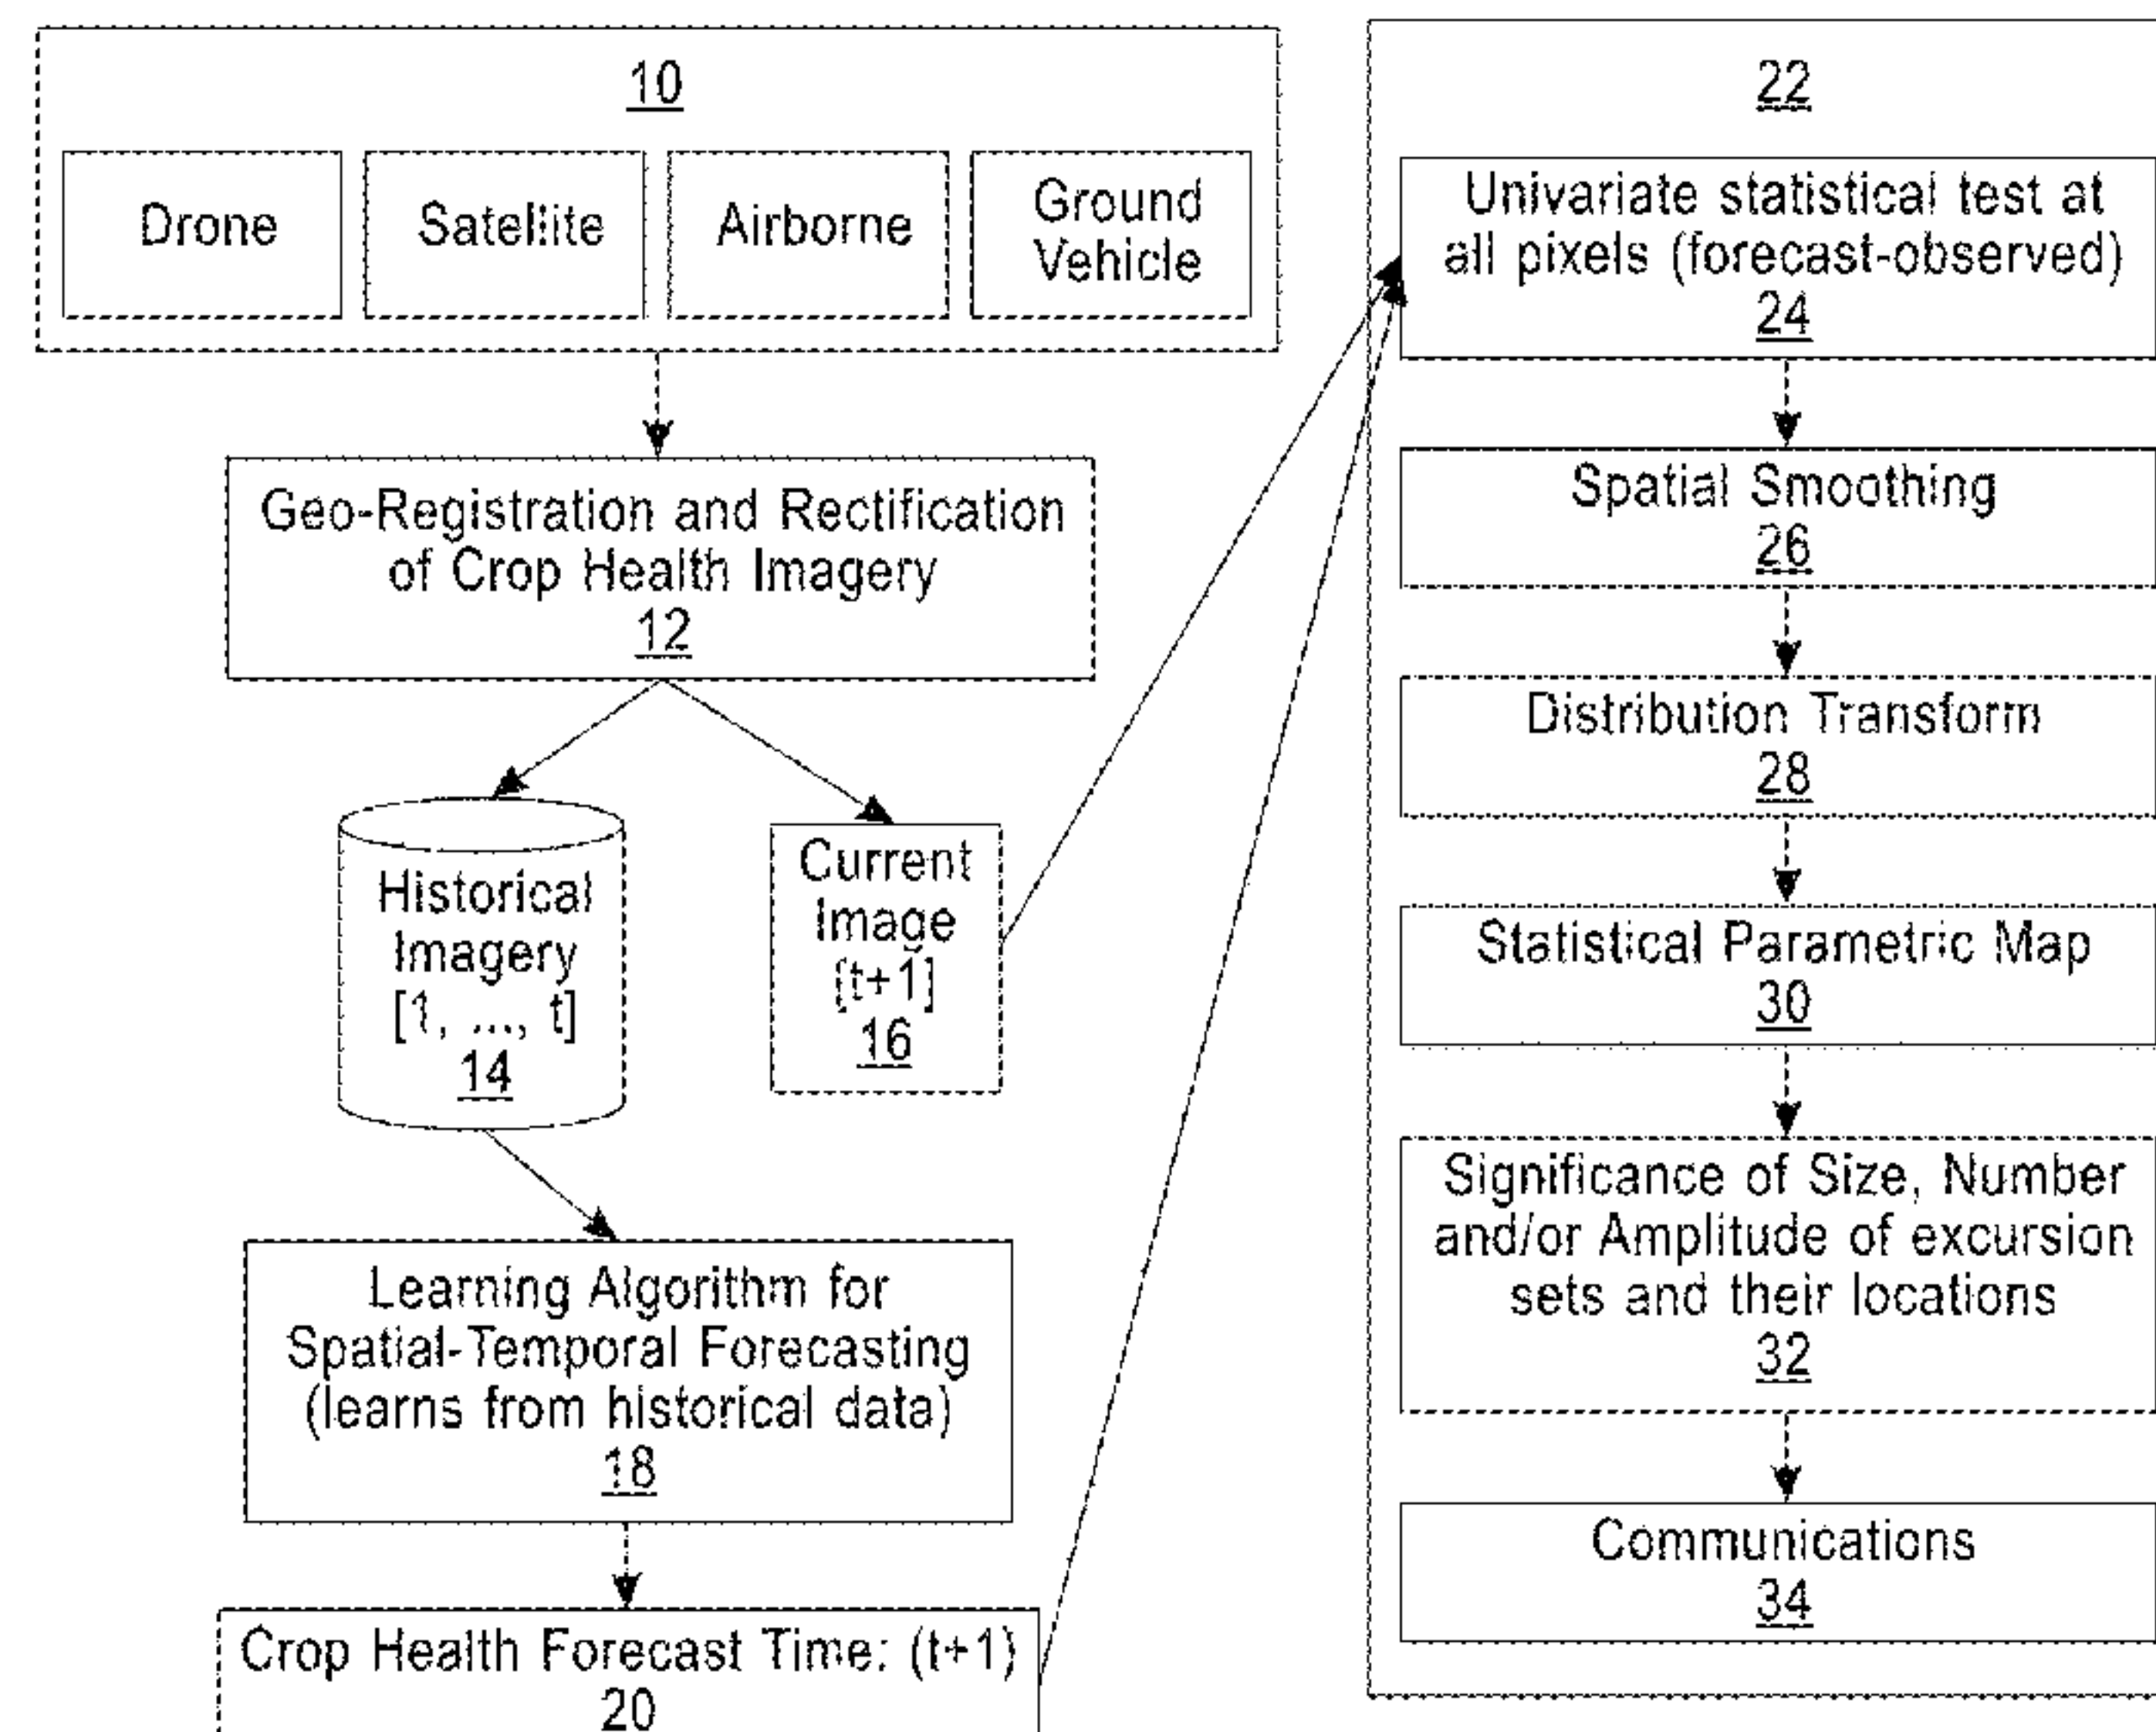 10
Drone
Satellite
Airborne
Ground
Vehicle
Geo-Registration and Rectification
of Crop Health Imagery
12
Historical
Imagery
[1, ..., t]
14
Current
Image
[t+1]
16
Learning Algorithm for
Spatial-Temporal Forecasting
(learns from historical data)
18
Crop Health Forecast Time: (t+1)
20
22
Univariate statistical test at
all pixels (forecast-observed)
24
Spatial Smoothing
26
Distribution Transform
28
Statistical Parametric Map
30
Significance of Size, Number
and/or Amplitude of excursion
sets and their locations
32
Communications
34